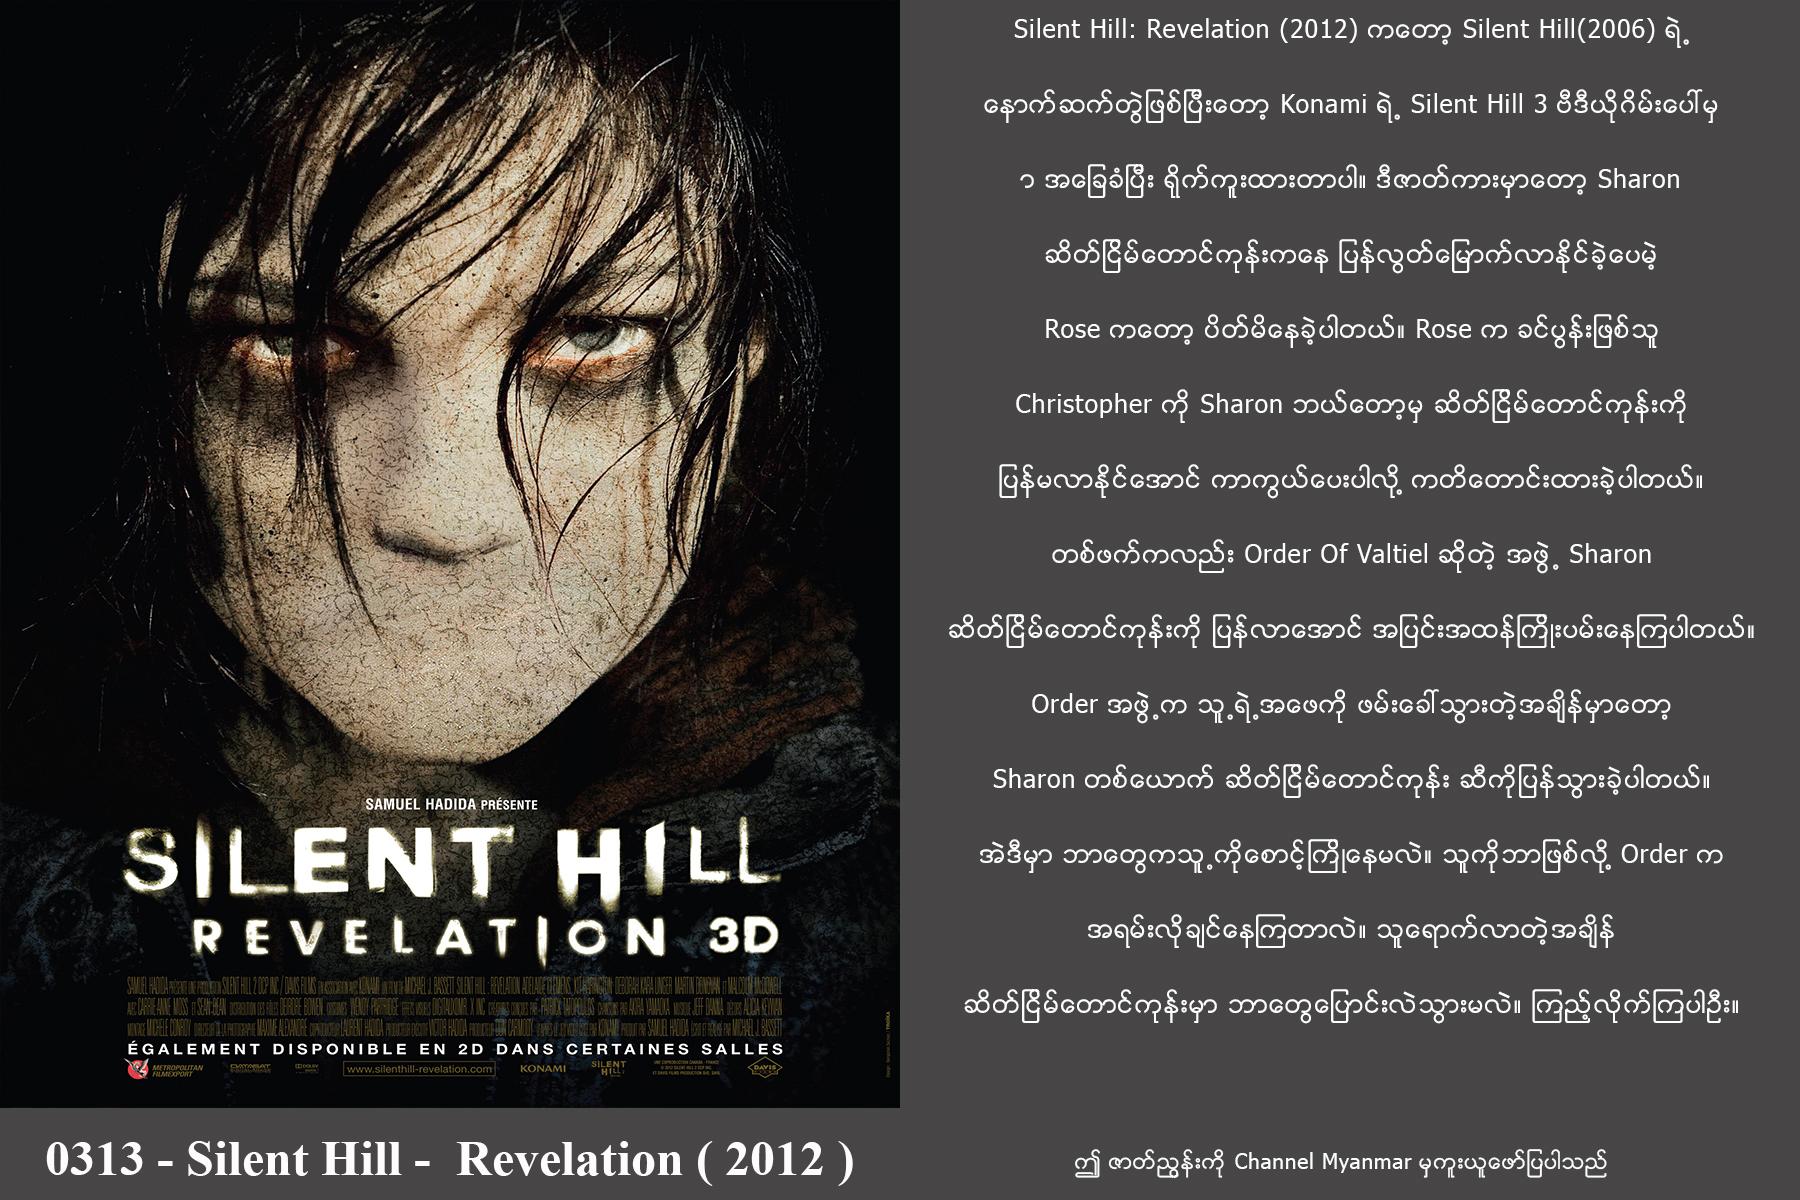 SAMUEL HADIDA PRÉSENTE
SILENT HILL
REVELATION 3D
ÉGALEMENT DISPONIBLE EN 2D DANS CERTAINES SALLES
METROPOLITAN
FILMEXPORT
www.silenthill-revelation.com
KONAMI
SILENT
HILL
DAVIS
0313 - Silent Hill - Revelation ( 2012 )
Silent Hill: Revelation (2012) ကတော့ Silent Hill(2006) ရဲ့
နောက်ဆက်တွဲဖြစ်ပြီးတော့ Konami ရဲ့ Silent Hill 3 ဗီဒီယိုဂိမ်းပေါ်မှ
ာ အခြေခံပြီး ရိုက်ကူးထားတာပါ။ ဒီဇာတ်ကားမှာတော့ Sharon
ဆိတ်ငြိမ်တောင်ကုန်းကနေ ပြန်လွတ်မြောက်လာနိုင်ခဲ့ပေမဲ့
Rose ကတော့ ပိတ်မိနေခဲ့ပါတယ်။ Rose က ခင်ပွန်းဖြစ်သူ
Christopher ကို Sharon ဘယ်တော့မှ ဆိတ်ငြိမ်တောင်ကုန်းကို
ပြန်မလာနိုင်အောင် ကာကွယ်ပေးပါလို့ ကတိတောင်းထားခဲ့ပါတယ်။
တစ်ဖက်ကလည်း Order Of Valtiel ဆိုတဲ့ အဖွဲ့ Sharon
ဆိတ်ငြိမ်တောင်ကုန်းကို ပြန်လာအောင် အပြင်းအထန်ကြိုးပမ်းနေကြပါတယ်။
Order အဖွဲ့က သူ့ရဲ့အဖေကို ဖမ်းခေါ်သွားတဲ့အချိန်မှာတော့
Sharon တစ်ယောက် ဆိတ်ငြိမ်တောင်ကုန်း ဆီကိုပြန်သွားခဲ့ပါတယ်။
အဲဒီမှာ ဘာတွေကသူ့ကိုစောင့်ကြိုနေမလဲ။ သူကိုဘာဖြစ်လို့ Order က
အရမ်းလိုချင်နေကြတာလဲ။ သူရောက်လာတဲ့အချိန်
ဆိတ်ငြိမ်တောင်ကုန်းမှာ ဘာတွေပြောင်းလဲသွားမလဲ။ ကြည့်လိုက်ကြပါဦး။
ဤ ဇာတ်ညွှန်းကို Channel Myanmar မှကူးယူဖော်ပြပါသည်